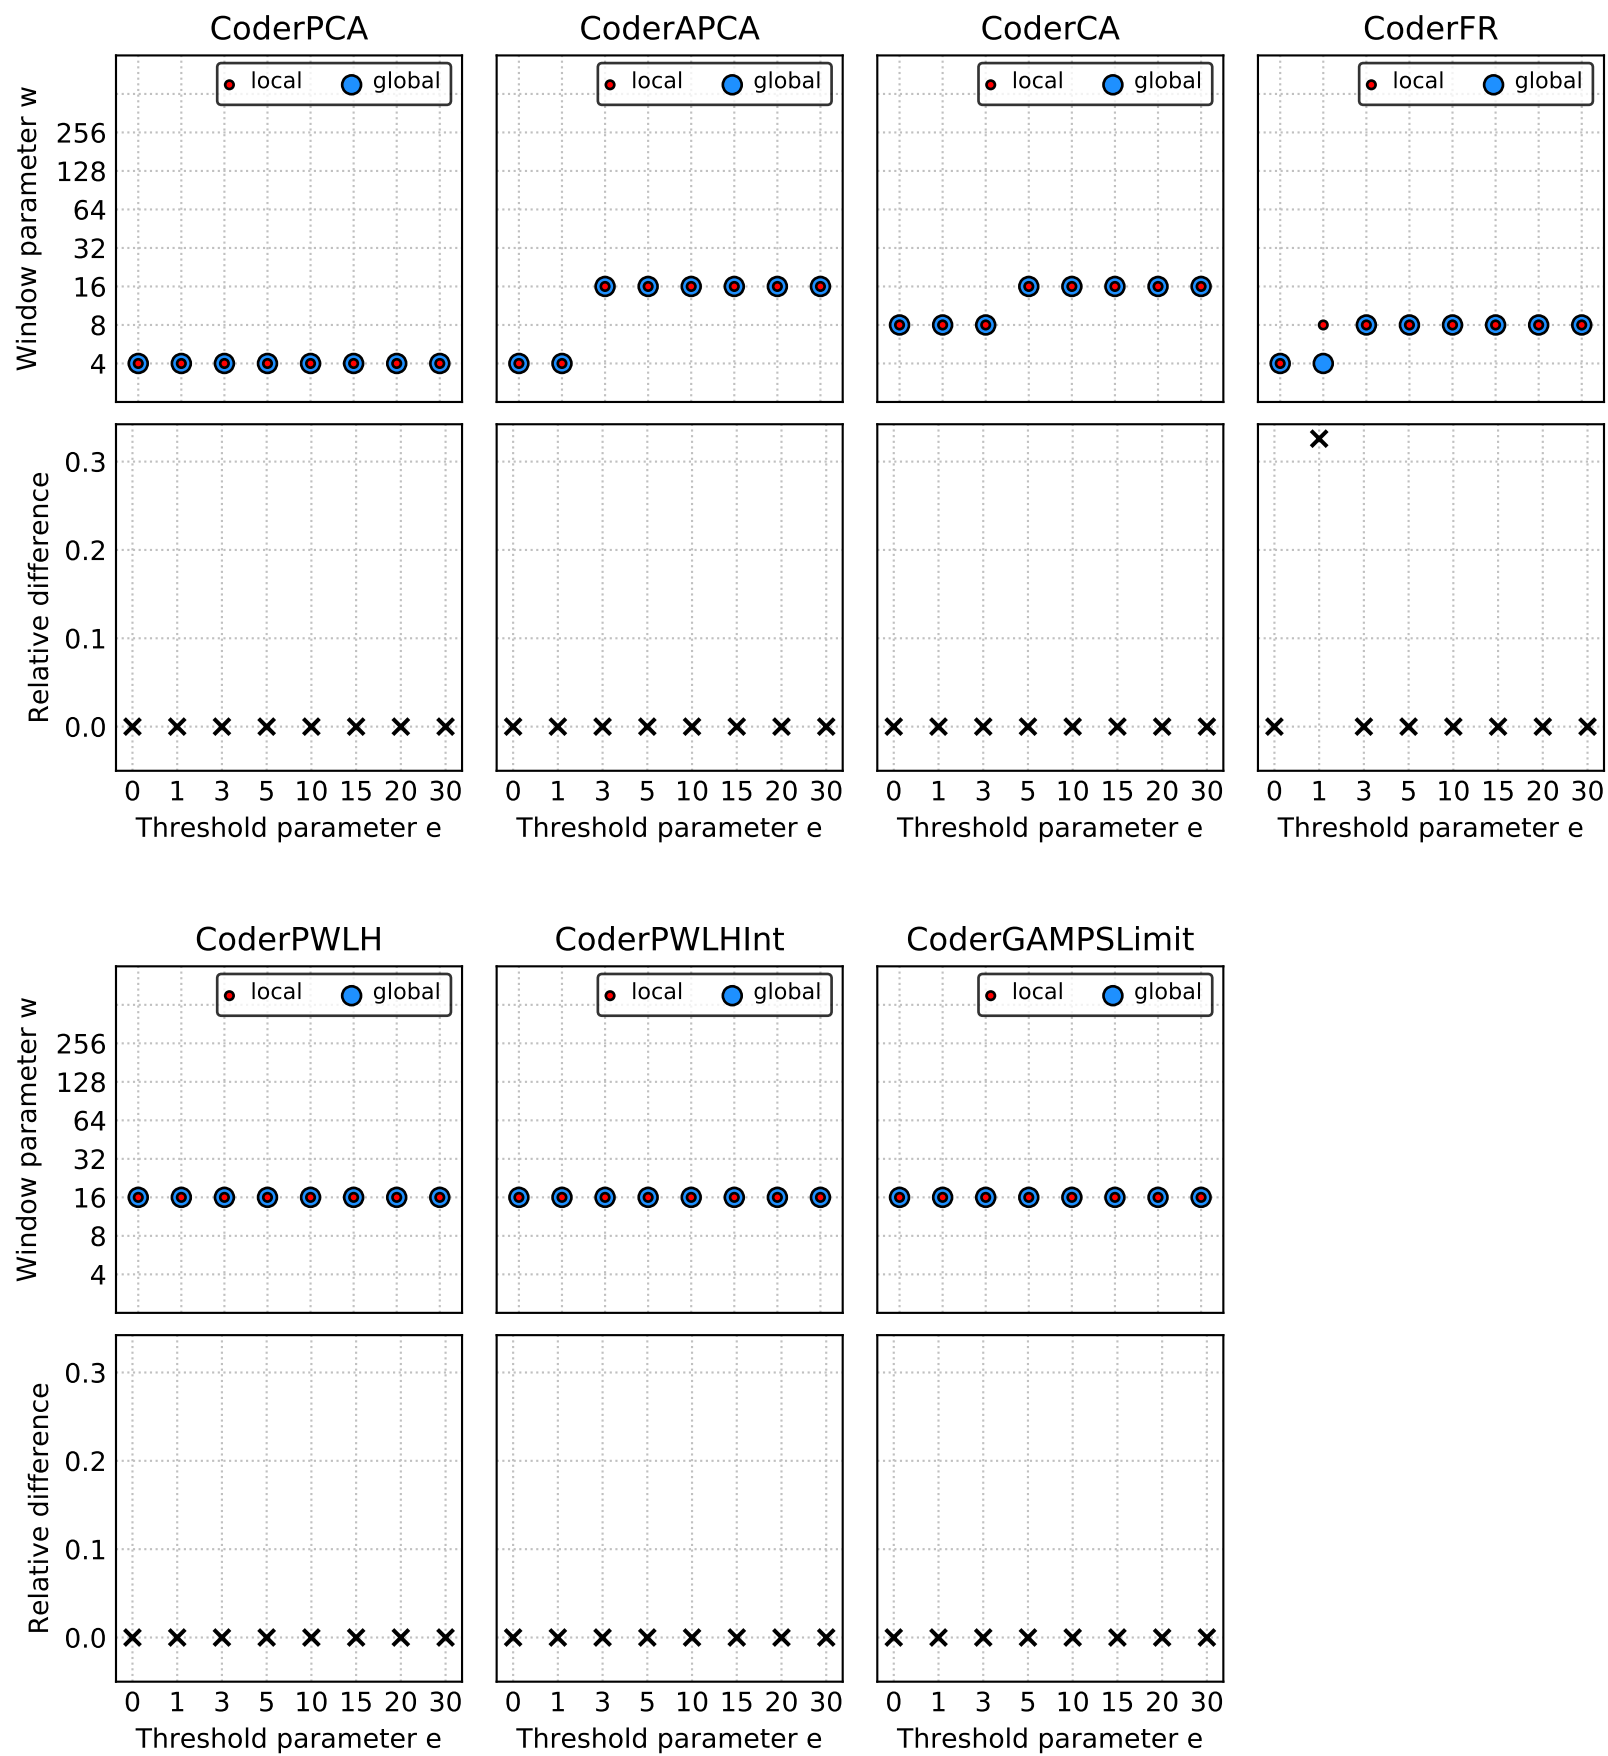 CoderPCA CoderAPCA CoderCA CoderFR
local global local global local global local global
Window parameter w
256
128
64
32
16
8
4
Relative difference
0.3
0.2
0.1
0.0
0 1 3 5 10 15 20 30 0 1 3 5 10 15 20 30 0 1 3 5 10 15 20 30 0 1 3 5 10 15 20 30
Threshold parameter e Threshold parameter e Threshold parameter e Threshold parameter e
CoderPWLH CoderPWLHInt CoderGAMPSLimit
local global local global local global
Window parameter w
256
128
64
32
16
8
4
Relative difference
0.3
0.2
0.1
0.0
0 1 3 5 10 15 20 30 0 1 3 5 10 15 20 30 0 1 3 5 10 15 20 30
Threshold parameter e Threshold parameter e Threshold parameter e